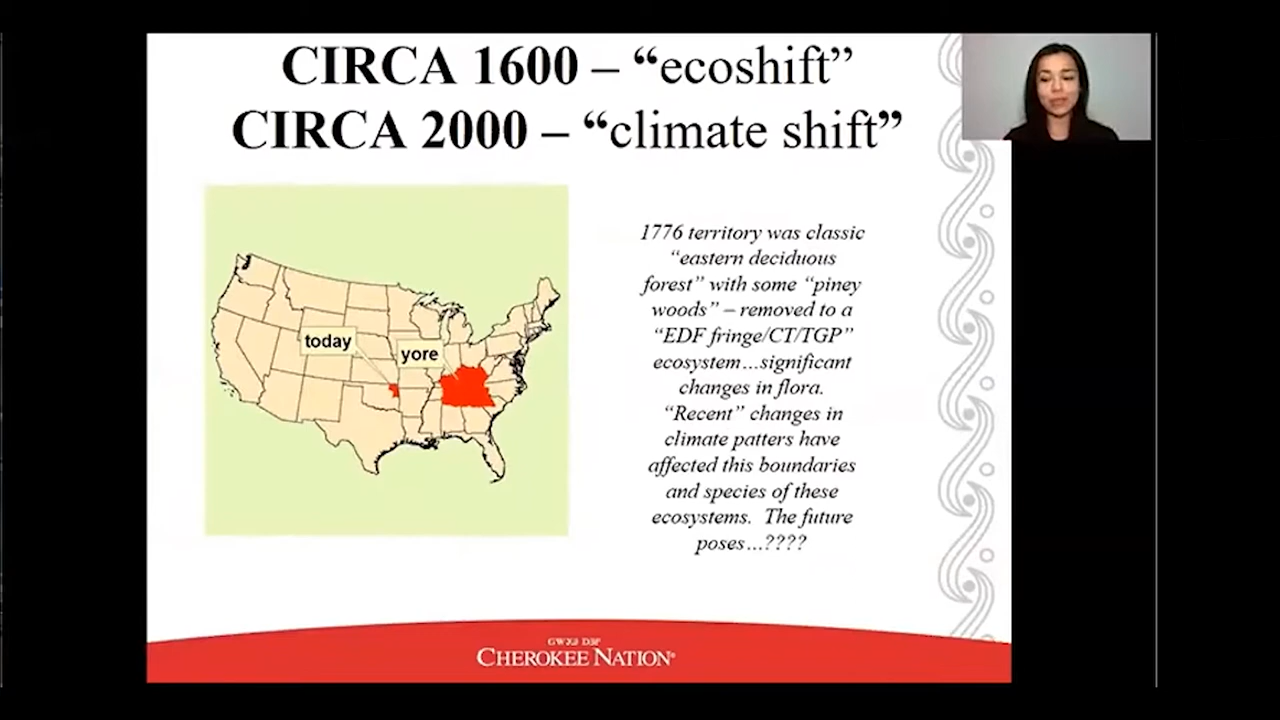 CIRCA 1600 – “ecoshift”
CIRCA 2000 – “climate shift”
today
yore
1776 territory was classic
“eastern deciduous
forest” with some “piney
woods” – removed to a
“EDF fringe/CT/TGP”
ecosystem…significant
changes in flora.
“Recent” changes in
climate patters have
affected this boundaries
and species of these
ecosystems.  The future
poses…????
CHEROKEE NATION®